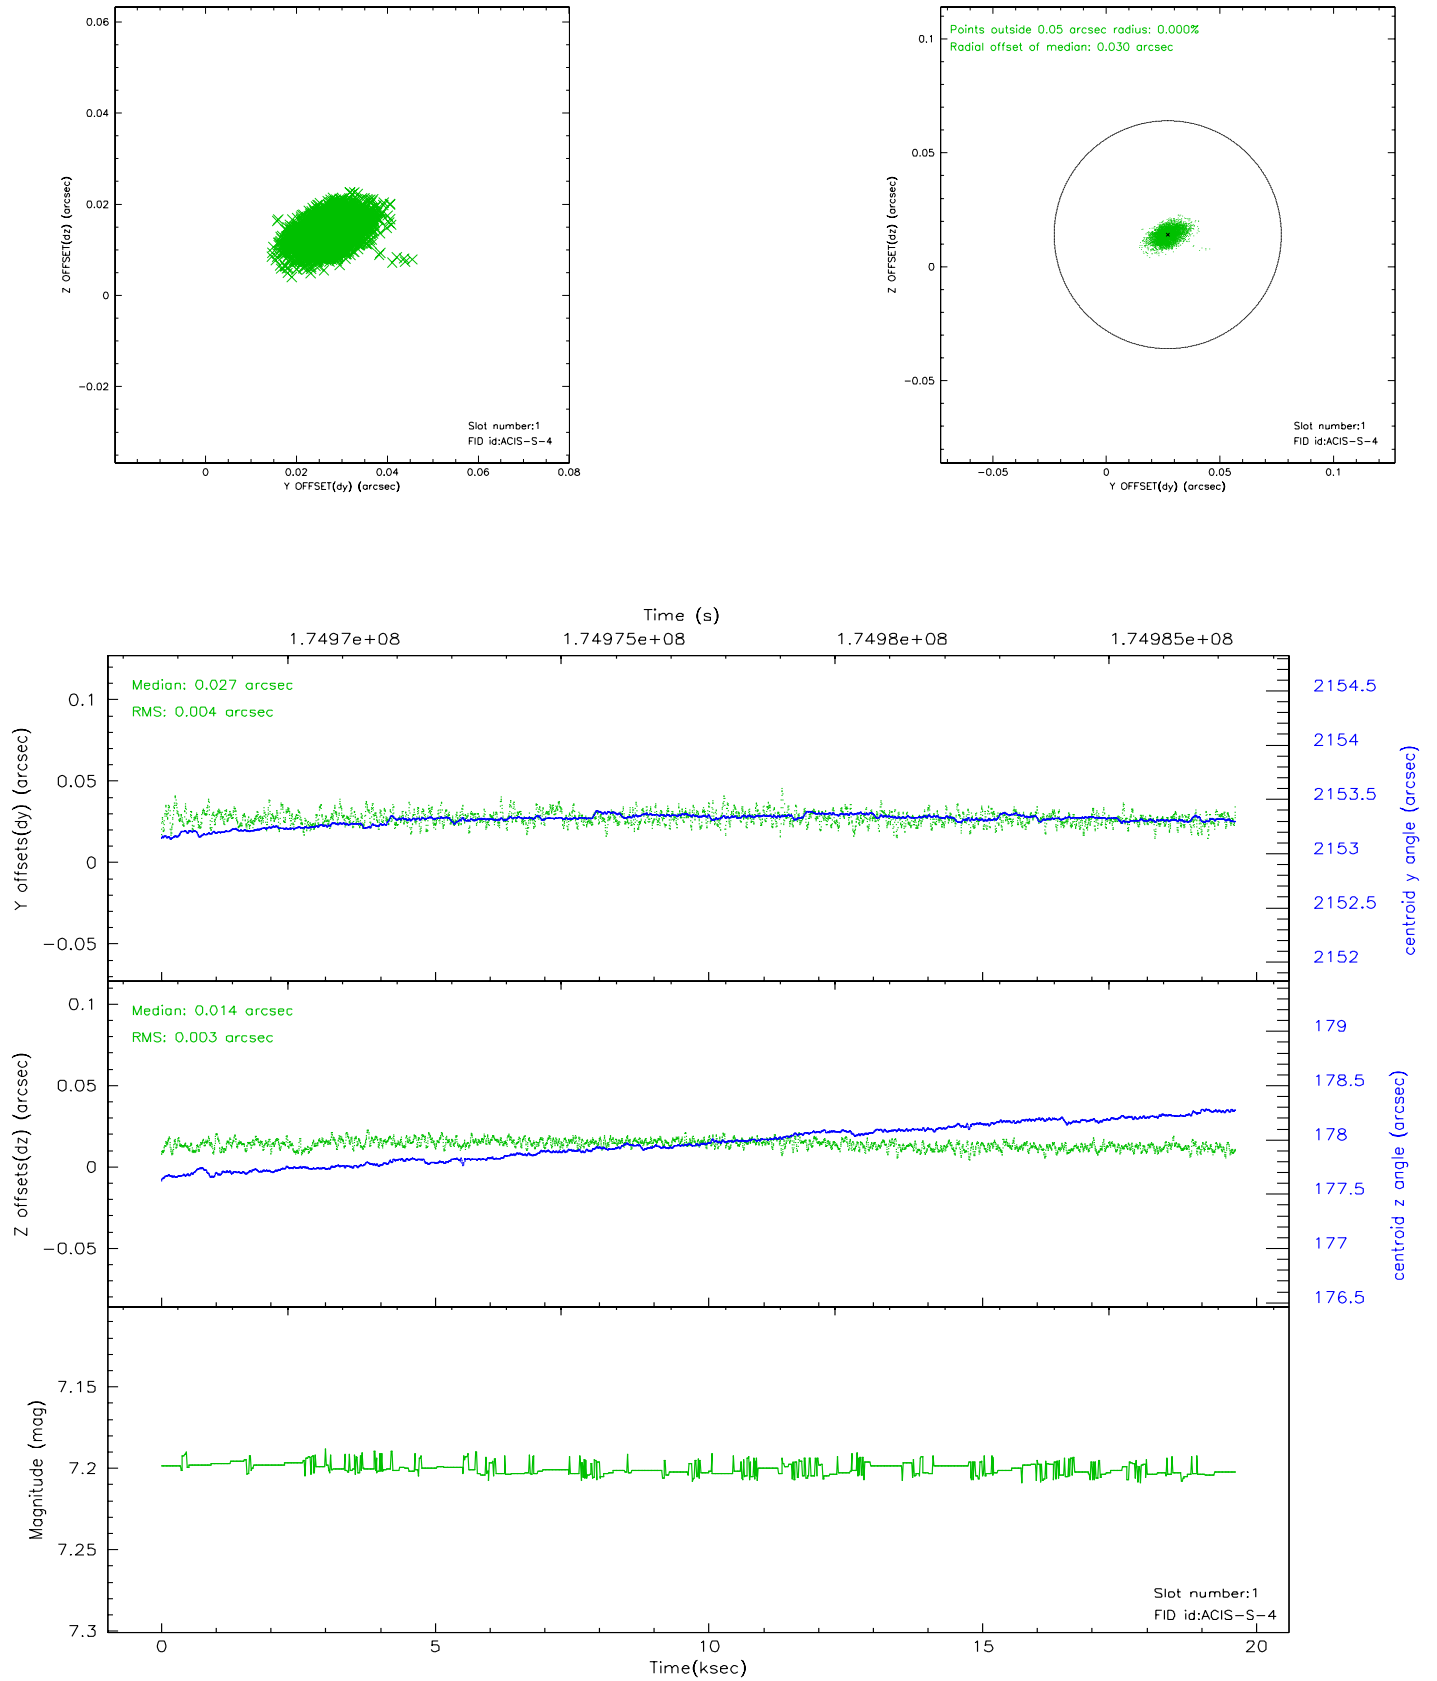 0.06
0.04
0.02
0
−0.02
Z OFFSET(dz) (arcsec)
Slot number:1
FID id:ACIS−S−4
0 0.02 0.04 0.06 0.08
Y OFFSET(dy) (arcsec)
Points outside 0.05 arcsec radius: 0.000%
Radial offset of median: 0.030 arcsec
0.1
0.05
0
−0.05
Z OFFSET(dz) (arcsec)
Slot number:1
FID id:ACIS−S−4
−0.05 0 0.05 0.1
Y OFFSET(dy) (arcsec)
Time (s)
1.7497e+08 1.74975e+08 1.7498e+08 1.74985e+08
Median: 0.027 arcsec
RMS: 0.004 arcsec
0.1
0.05
0
−0.05
Y offsets(dy) (arcsec)
2154.5
2154
2153.5
2153
2152.5
2152
centroid y angle (arcsec)
Median: 0.014 arcsec
RMS: 0.003 arcsec
0.1
0.05
0
−0.05
Z offsets(dz) (arcsec)
179
178.5
178
177.5
177
176.5
centroid z angle (arcsec)
7.15
7.2
7.25
7.3
Magnitude (mag)
Slot number:1
FID id:ACIS−S−4
0 5 10 15 20
Time(ksec)